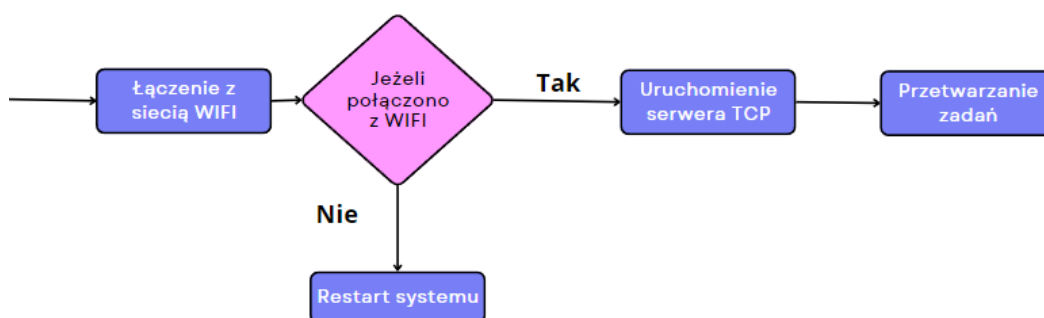 Łączenie z
siecią WIFI
Jeżeli
połączono
z WIFI
Tak
Uruchomienie
serwera TCP
Przetwarzanie
zadań
Nie
Restart systemu